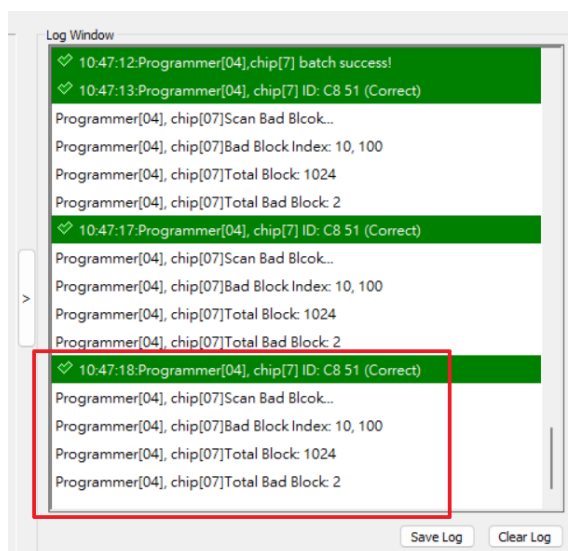 Log Window
10:47:12:Programmer[04],chip[7] batch success!
10:47:13:Programmer[04], chip[7] ID: C8 51 (Correct)
Programmer[04], chip[07]Scan Bad Blcok...
Programmer[04], chip[07]Bad Block Index: 10, 100
Programmer[04], chip[07]Total Block: 1024
Programmer[04], chip[07]Total Bad Block: 2
10:47:17:Programmer[04], chip[7] ID: C8 51 (Correct)
Programmer[04], chip[07]Scan Bad Blcok...
Programmer[04], chip[07]Bad Block Index: 10, 100
Programmer[04], chip[07]Total Block: 1024
Programmer[04], chip[07]Total Bad Block: 2
10:47:18:Programmer[04], chip[7] ID: C8 51 (Correct)
Programmer[04], chip[07]Scan Bad Blcok...
Programmer[04], chip[07]Bad Block Index: 10, 100
Programmer[04], chip[07]Total Block: 1024
Programmer[04], chip[07]Total Bad Block: 2
>
Save Log
Clear Log